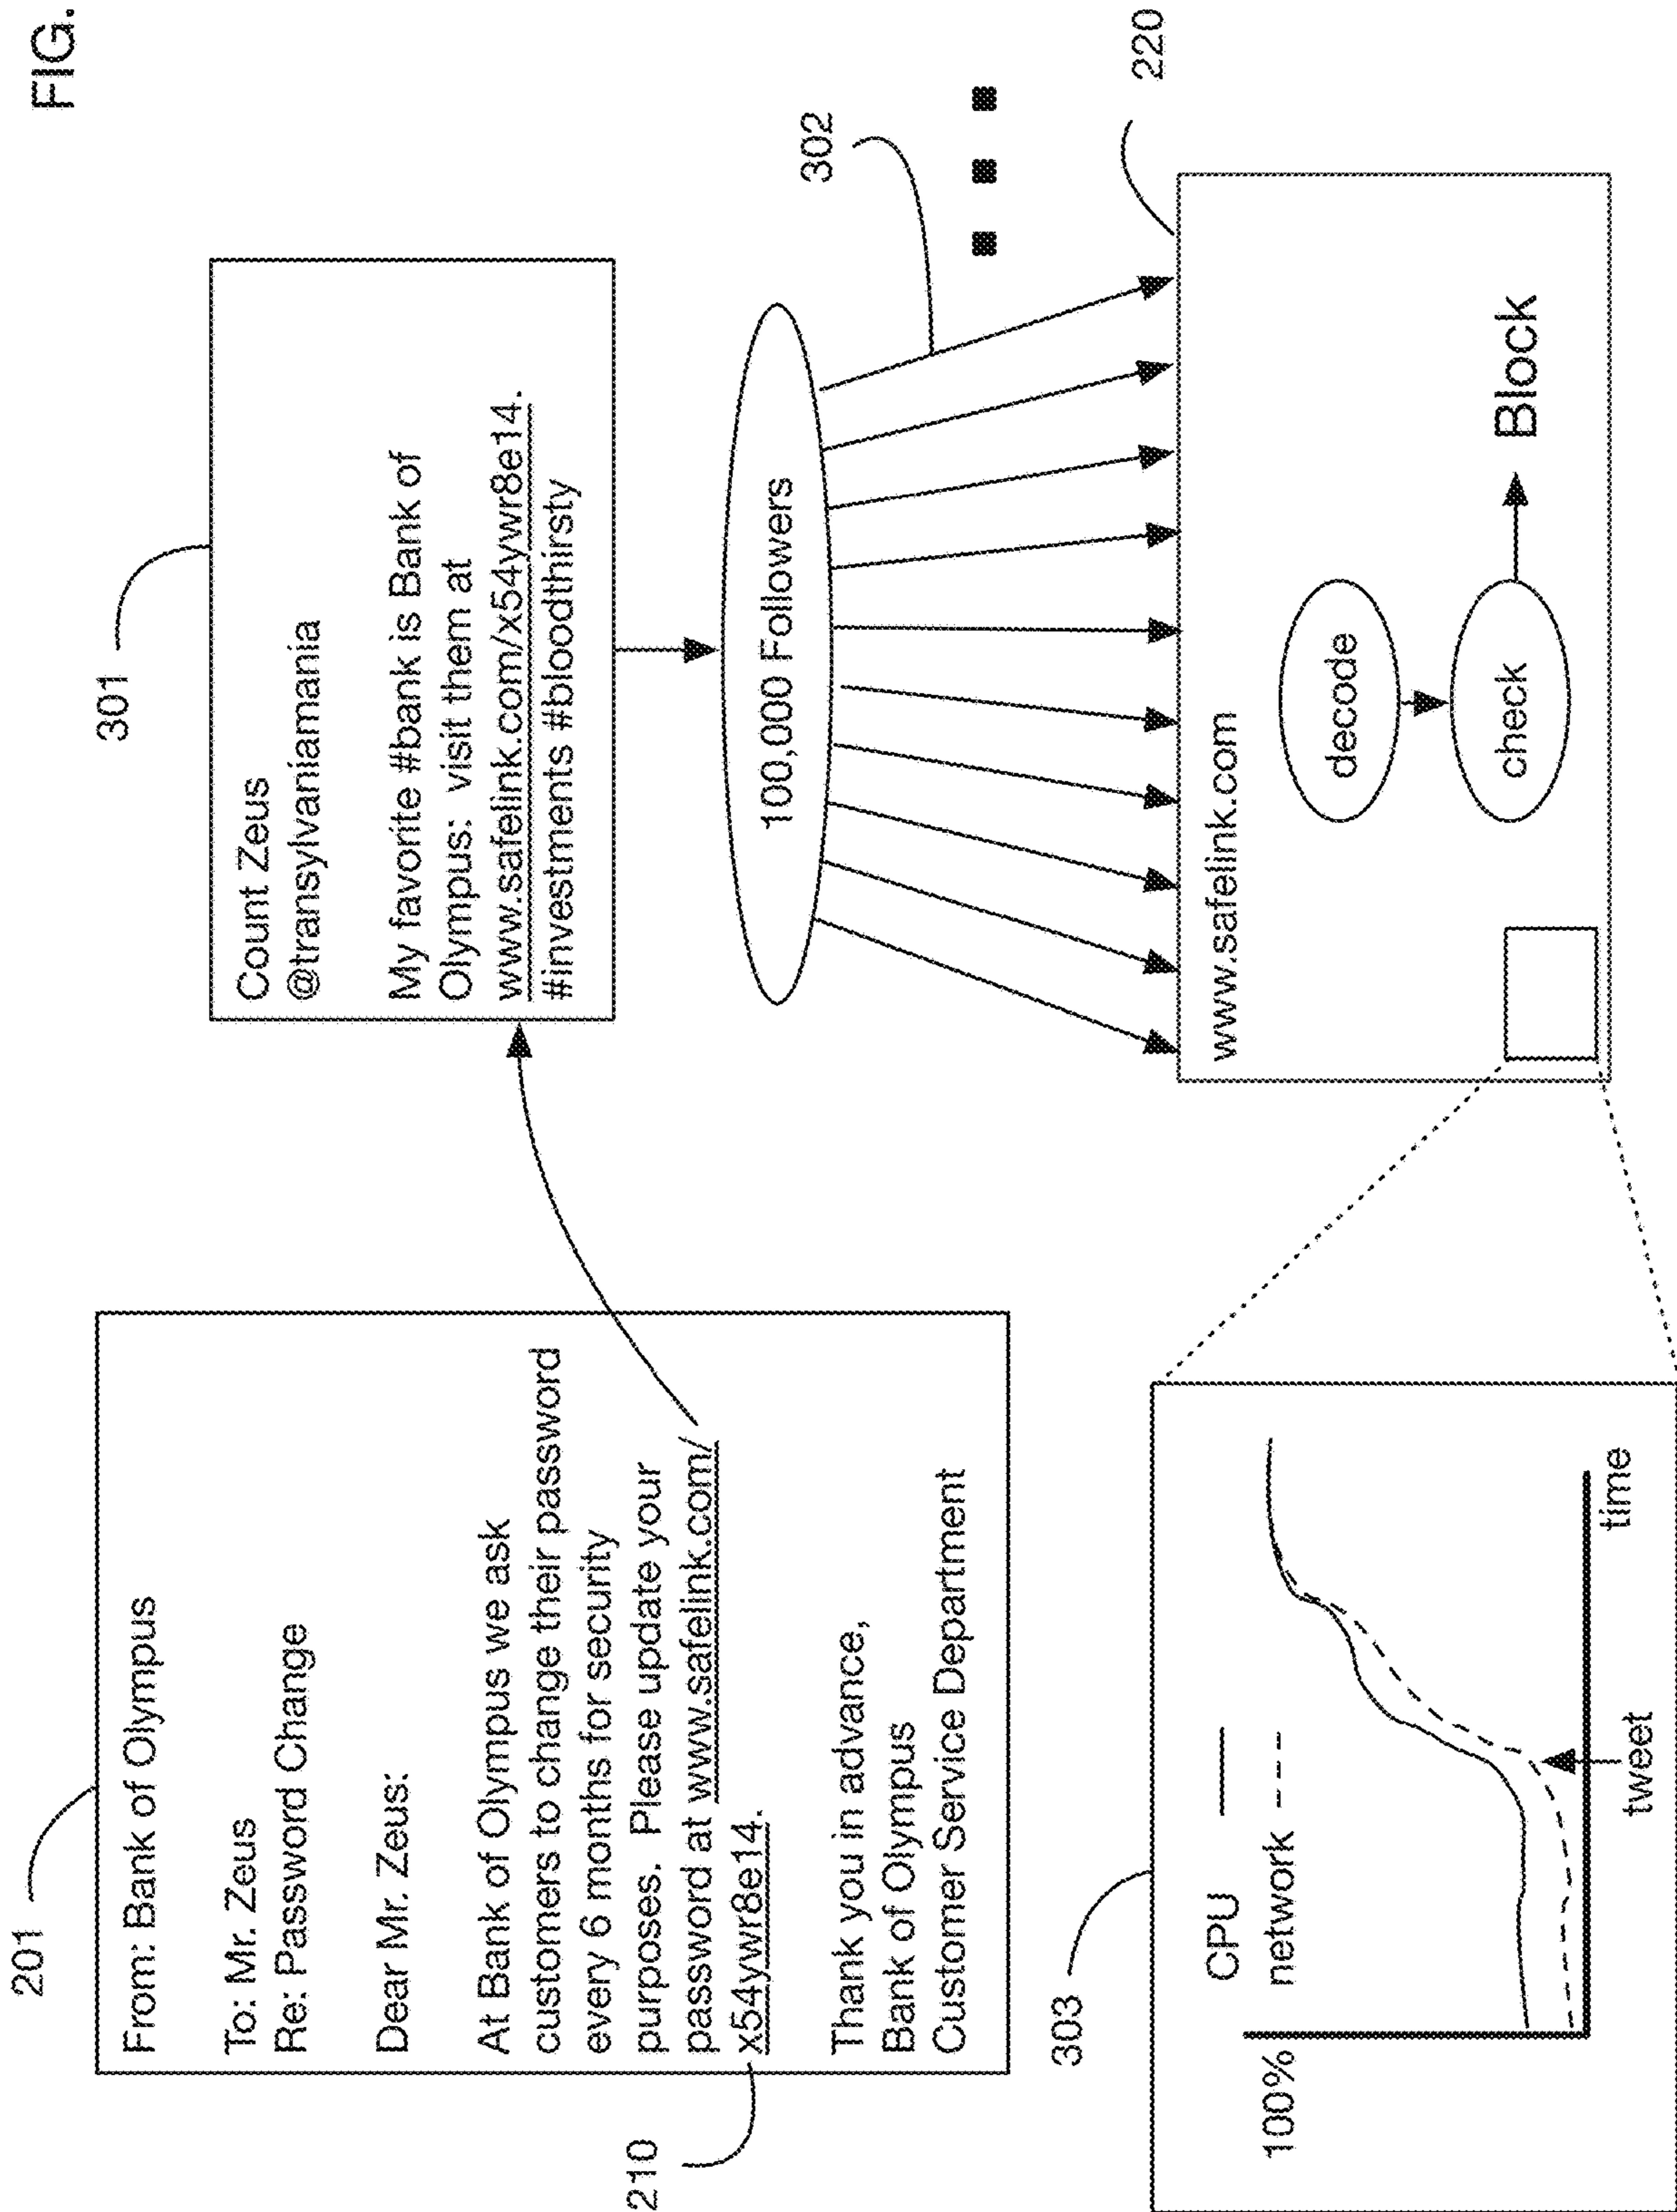 FIG.
201
From: Bank of Olympus
To: Mr. Zeus
Re: Password Change
Dear Mr. Zeus:
At Bank of Olympus we ask
customers to change their password
every 6 months for security
purposes.  Please update your
password at www.safelink.com/
x54ywr8e14.
Thank you in advance,
Bank of Olympus
Customer Service Department
210
301
Count Zeus
@transylvaniamania
My favorite #bank is Bank of
Olympus:  visit them at
www.safelink.com/x54ywr8e14.
#investments #bloodthirsty
100,000 Followers
302
220
www.safelink.com
decode
check
Block
303
CPU
network
100%
tweet
time